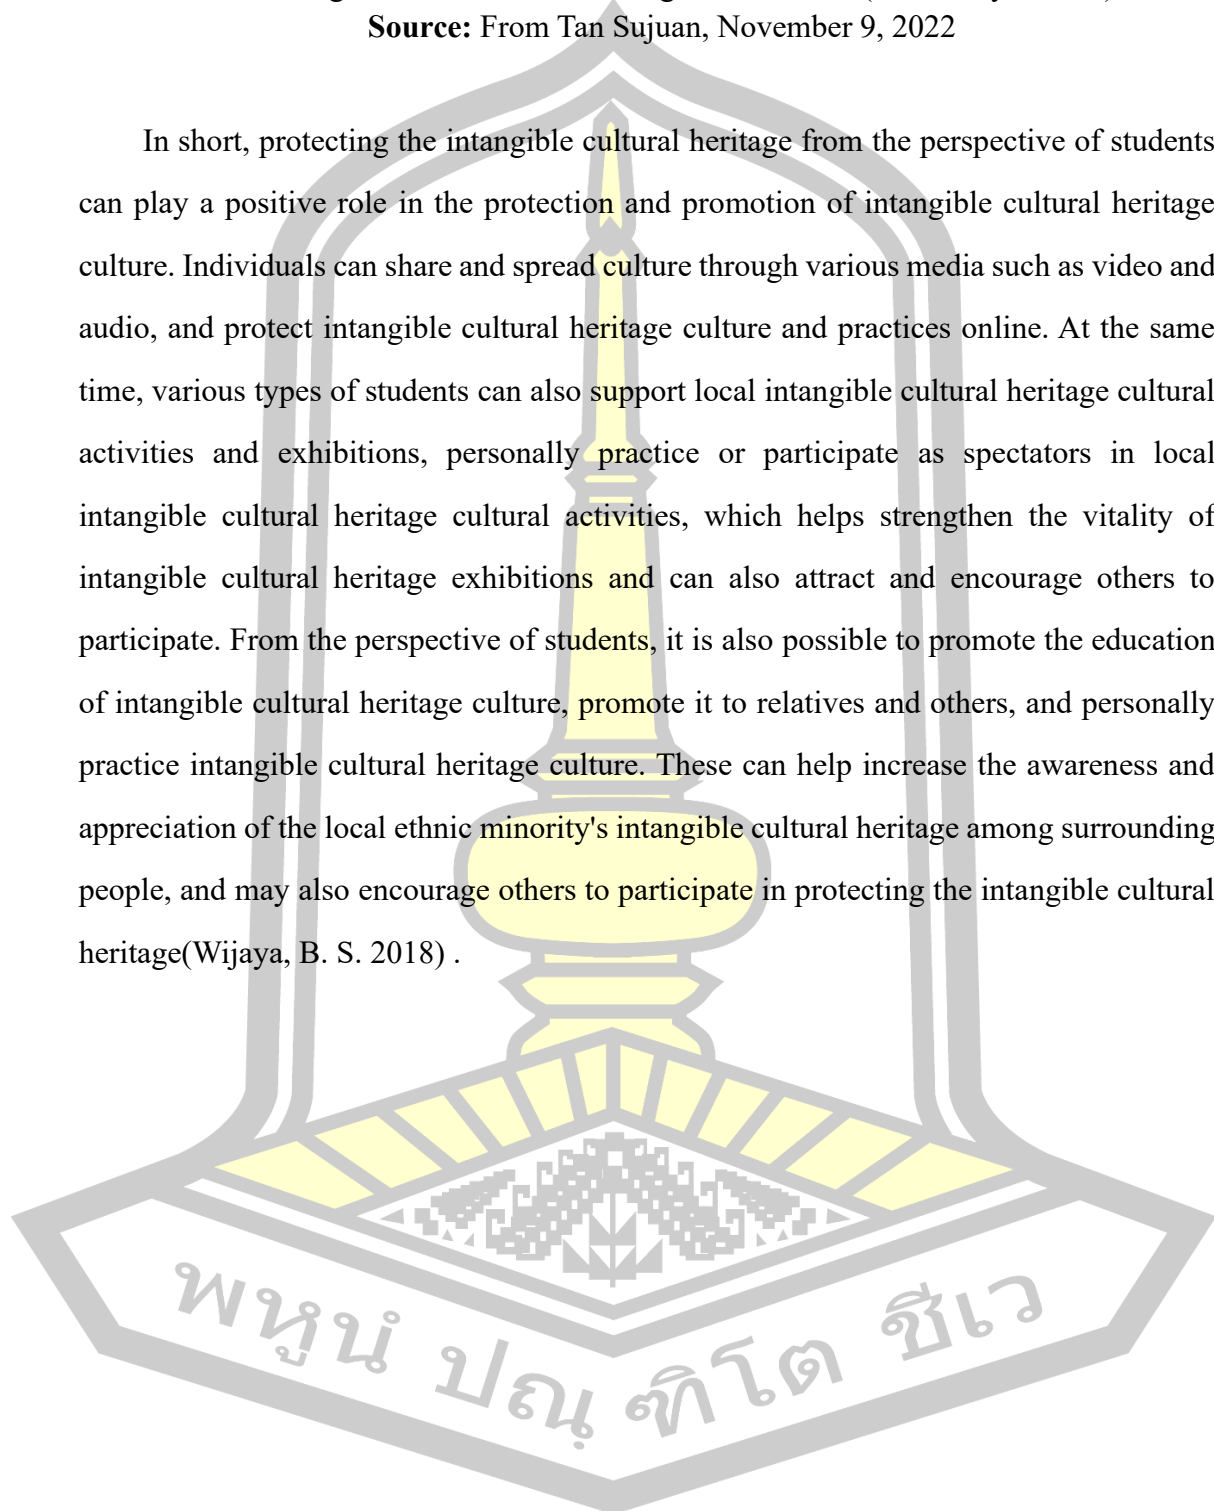 Source: From Tan Sujuan, November 9, 2022
In short, protecting the intangible cultural heritage from the perspective of students
can play a positive role in the protection and promotion of intangible cultural heritage
culture. Individuals can share and spread culture through various media such as video and
audio, and protect intangible cultural heritage culture and practices online. At the same
time, various types of students can also support local intangible cultural heritage cultural
activities and exhibitions, personally practice or participate as spectators in local
intangible cultural heritage cultural activities, which helps strengthen the vitality of
intangible cultural heritage exhibitions and can also attract and encourage others to
participate. From the perspective of students, it is also possible to promote the education
of intangible cultural heritage culture, promote it to relatives and others, and personally
practice intangible cultural heritage culture. These can help increase the awareness and
appreciation of the local ethnic minority's intangible cultural heritage among surrounding
people, and may also encourage others to participate in protecting the intangible cultural
heritage(Wijaya, B. S. 2018) .
พหูนํ ปณฺฑิโต ชีเว